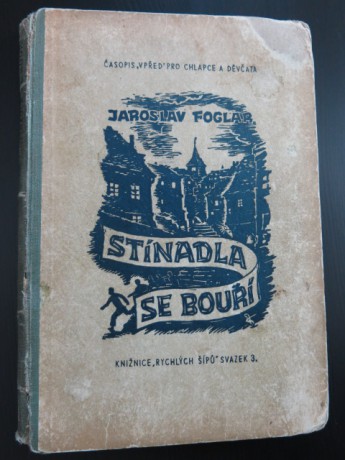 ČASOPIS „VPŘED" PRO CHLAPCE A DĚVČATA
JAROSLAV FOGLAR
STÍNADLA
SE BOUŘÍ
KNIŽNICE „RYCHLÝCH ŠÍPŮ" SVAZEK 3.